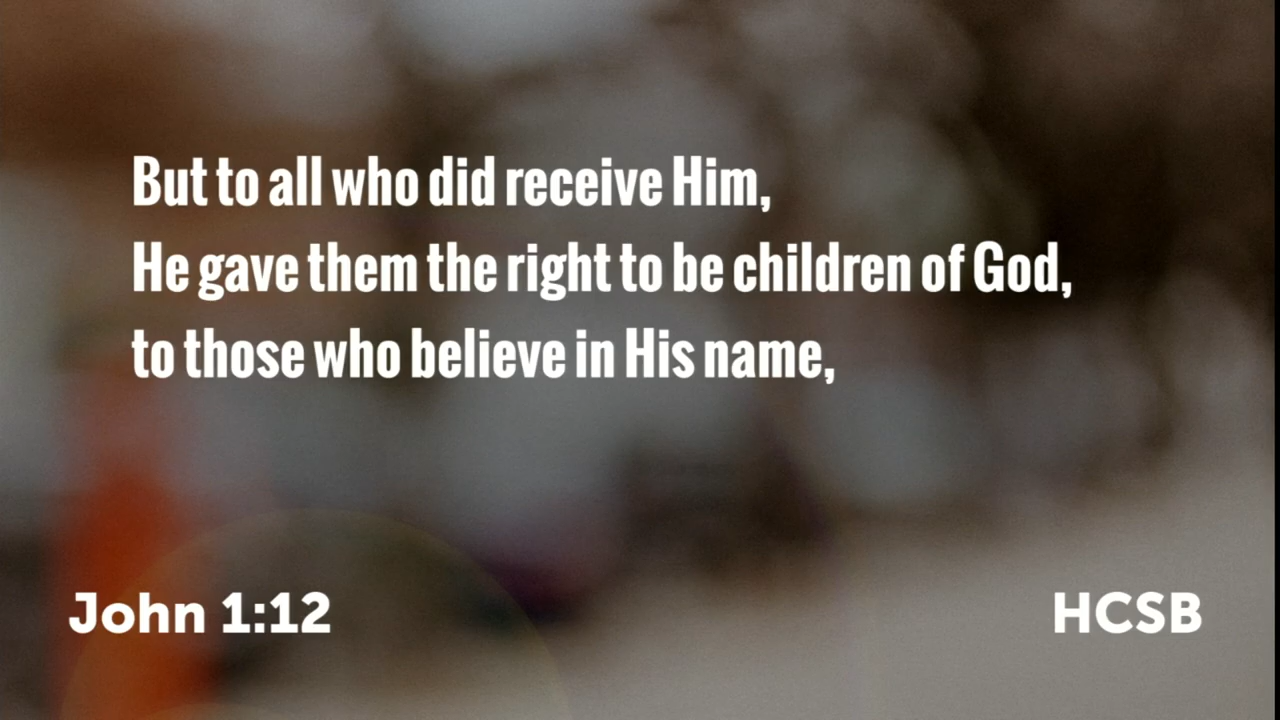 But to all who did receive Him,
He gave them the right to be children of God,
to those who believe in His name,
John 1:12
HCSB